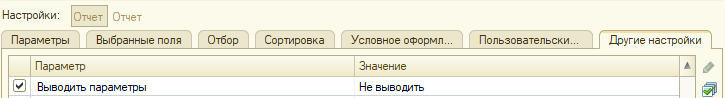 Настройки: Отчет Отчет
Параметры Выбранные поля Отбор Сортировка Условное оформл... Пользовательски... Другие настройки
Параметр Значение
Выводить параметры Не выводить